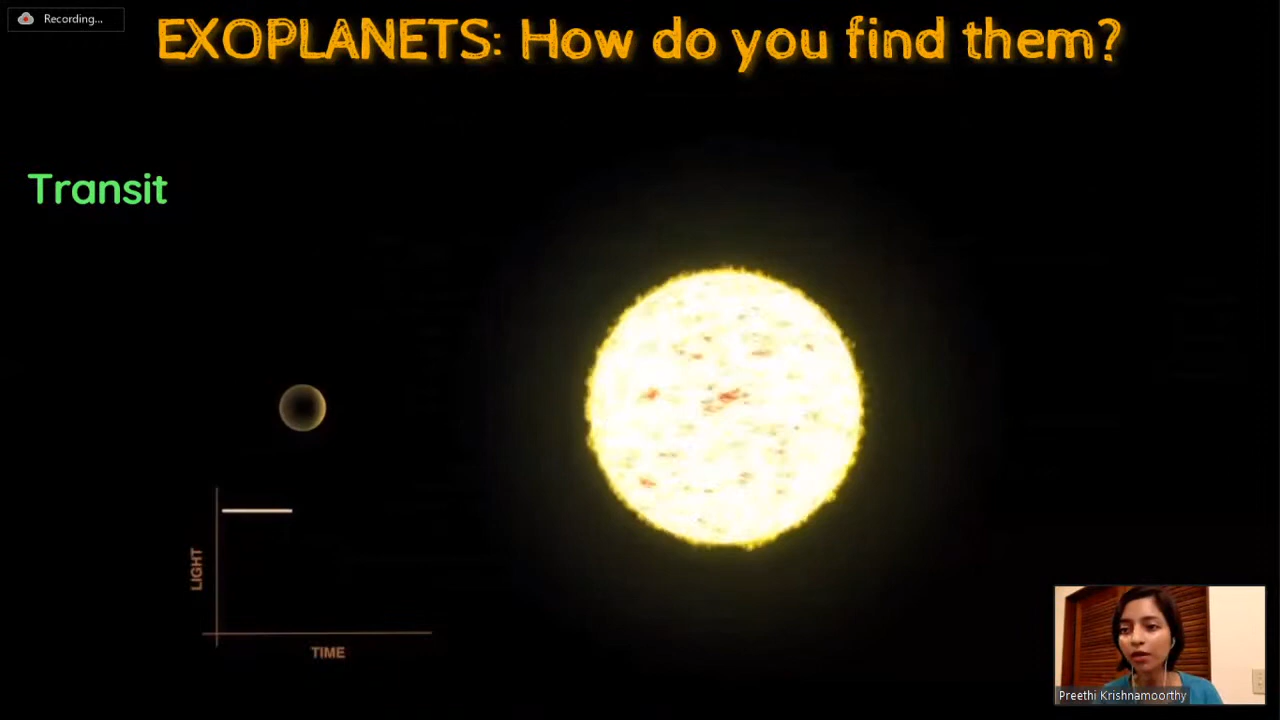 Recording...
EXOPLANETS: How do you find them?
Transit
LIGHT
TIME
Preethi Krishnamoorthy